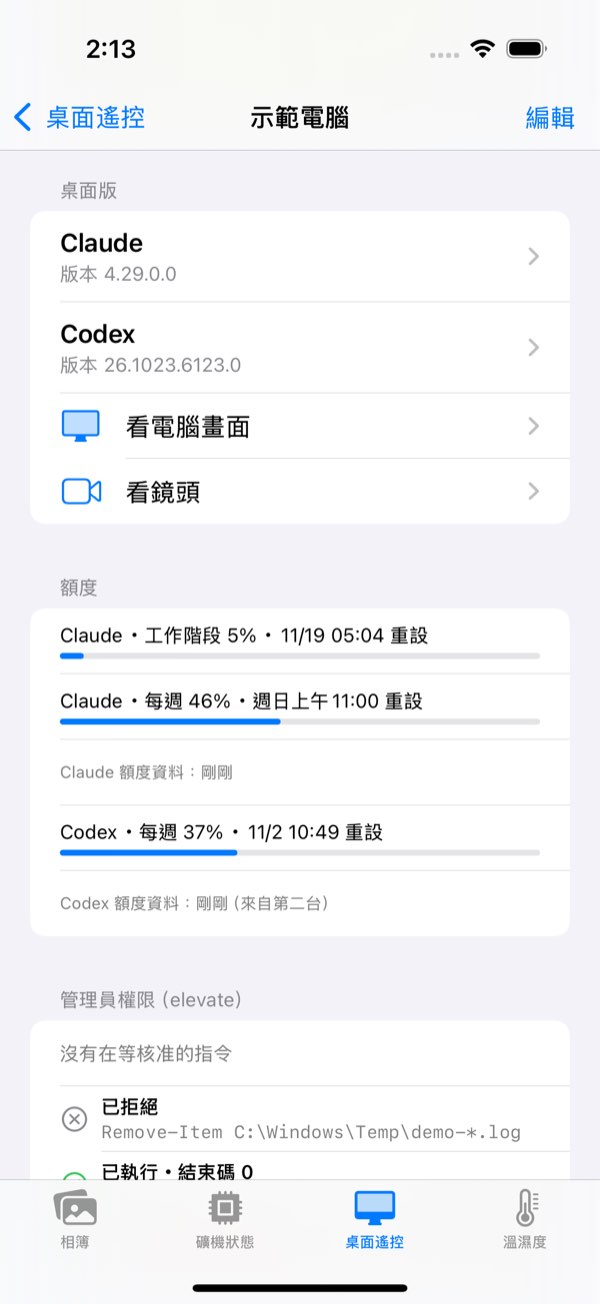 2:13
桌面遙控
示範電腦
編輯
桌面版
Claude
版本 4.29.0.0
Codex
版本 26.1023.6123.0
看電腦畫面
看鏡頭
額度
Claude・工作階段 5%・11/19 05:04 重設
Claude・每週 46%・週日上午11:00 重設
Claude 額度資料：剛剛
Codex・每週 37%・11/2 10:49 重設
Codex 額度資料：剛剛（來自第二台）
管理員權限（elevate）
沒有在等核准的指令
已拒絕
Remove-Item C:\Windows\Temp\demo-*.log
已執行・結束碼 0
相簿
礦機狀態
桌面遙控
溫濕度